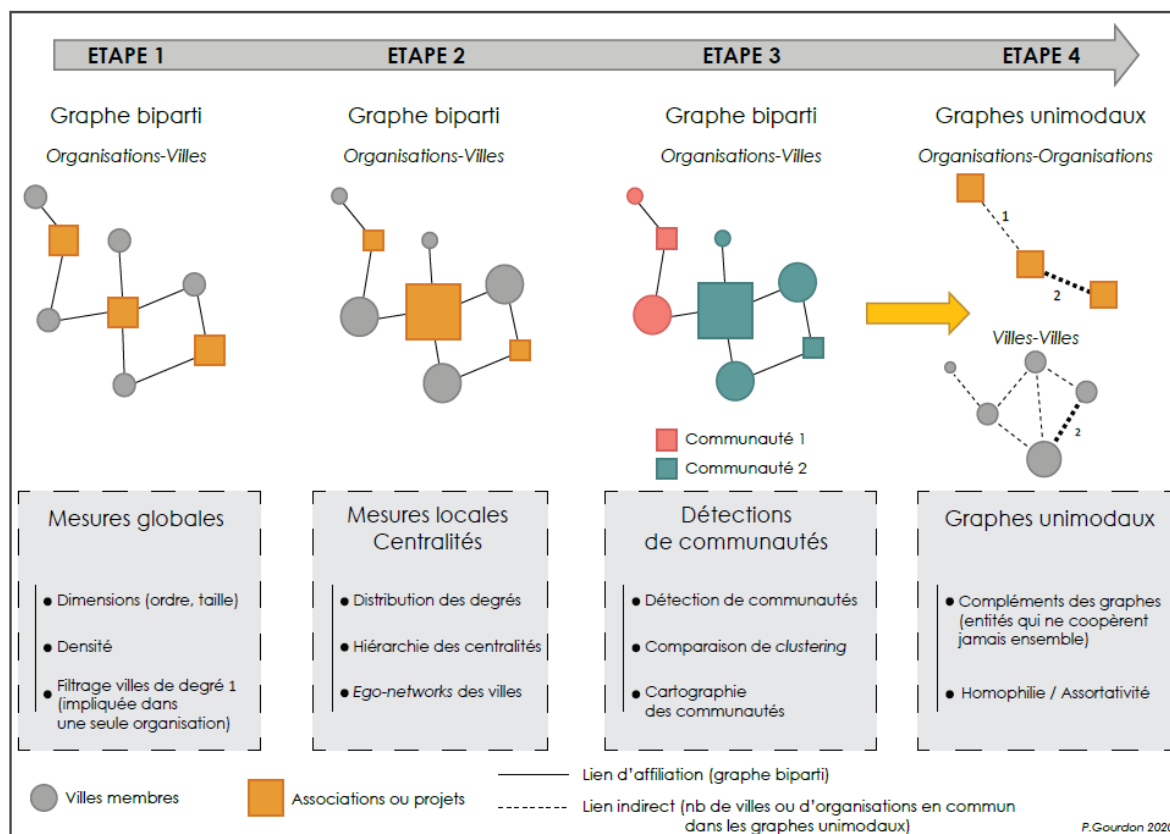 ETAPE 1
ETAPE 2
ETAPE 3
ETAPE 4
Graphe biparti
Organisations-Villes
Graphe biparti
Organisations-Villes
Graphe biparti
Organisations-Villes
Graphes unimodaux
Organisations-Organisations
1
2
Villes-Villes
2
Communauté 1
Communauté 2
Mesures globales
• Dimensions (ordre, taille)
• Densité
• Filtrage villes de degré 1
(impliquée dans
une seule organisation)
Mesures locales
Centralités
• Distribution des degrés
• Hiérarchie des centralités
• Ego-networks des villes
Détections
de communautés
• Détection de communautés
• Comparaison de clustering
• Cartographie
des communautés
Graphes unimodaux
• Compléments des graphes
(entités qui ne coopèrent
jamais ensemble)
• Homophilie / Assortativité
Villes membres
Associations ou projets
Lien d'affiliation (graphe biparti)
Lien indirect (nb de villes ou d'organisations en commun
dans les graphes unimodaux)
P.Gourdon 2020